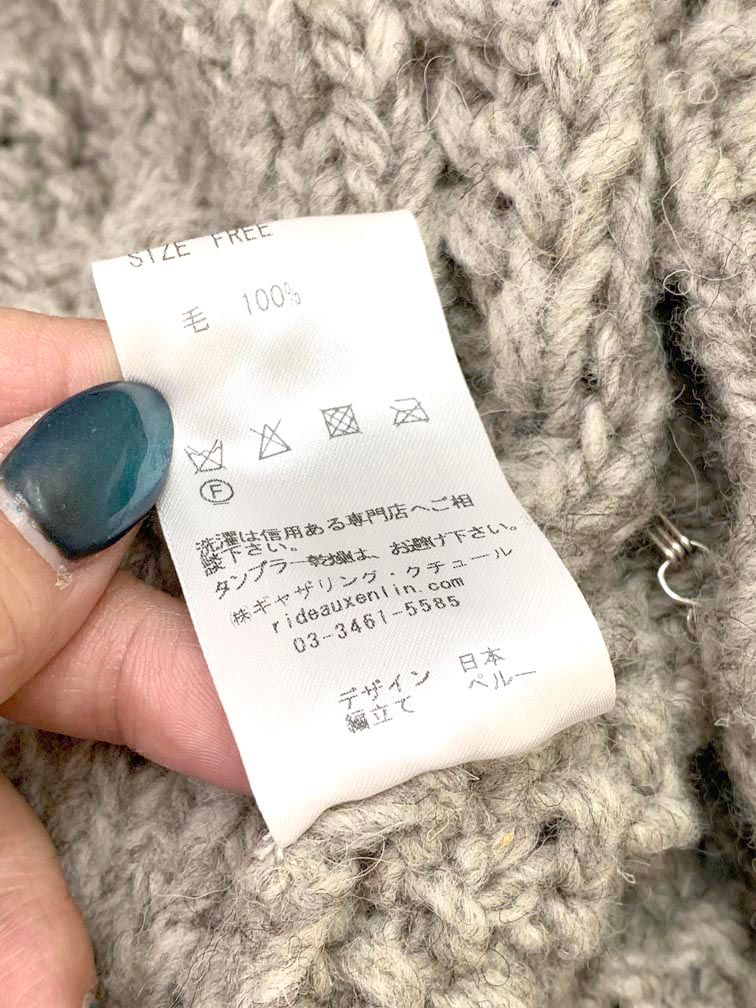 SIZE FREE
毛 100%
F
洗濯は信用ある専門店へご相
談下さい。
タンブラー乾燥は、お避け下さい。
㈱ギャザリング・クチュール
rideauxenlin.com
03-3461-5585
デザイン 日本
編立て ペルー